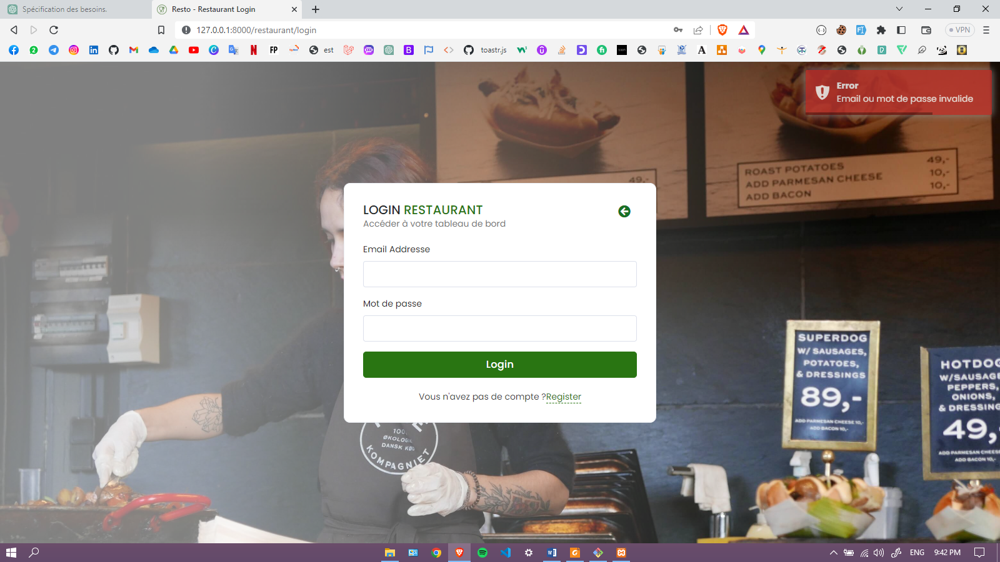 Spécification des besoins.
Resto - Restaurant Login
127.0.0.1:8000/restaurant/login
VPN
est
toastr.js
Error
Email ou mot de passe invalide
49,-
ROAST POTATOES 49,-
ADD PARMESAN CHEESE 10,-
ADD BACON 10,-
LOGIN RESTAURANT
Accéder à votre tableau de bord
Email Addresse
Mot de passe
Login
Vous n'avez pas de compte ?Register
SUPERDOG
W/ SAUSAGES,
POTATOES,
& DRESSINGS
89,-
ADD PARMESAN CHEESE 10,-
ADD BACON 10,-
HOTDOG
W/SAUSAGE
PEPPERS,
ONIONS,
& DRESSING
49,-
ADD PARMESAN CHEESE
ADD BACON 10,-
100
ØKOLOGI
DANSK KØD
KOMPAGNIET
ENG
9:42 PM